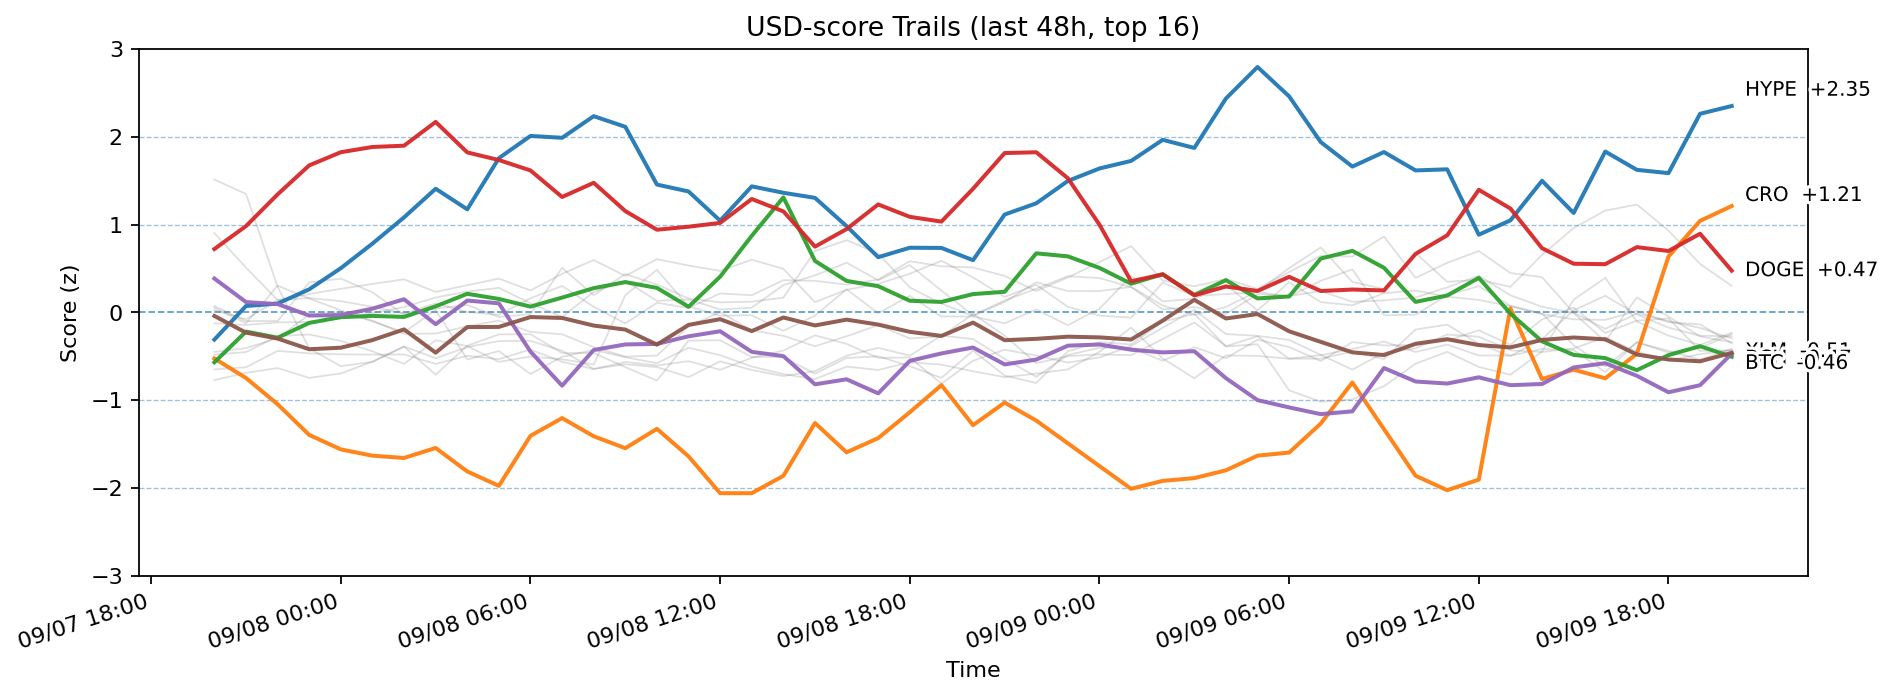 USD-score Trails (last 48h, top 16)
Score (z)
3
2
1
0
−1
−2
−3
HYPE +2.35
CRO +1.21
DOGE +0.47
BTC -0.46
09/07 18:00
09/08 00:00
09/08 06:00
09/08 12:00
09/08 18:00
09/09 00:00
09/09 06:00
09/09 12:00
09/09 18:00
Time